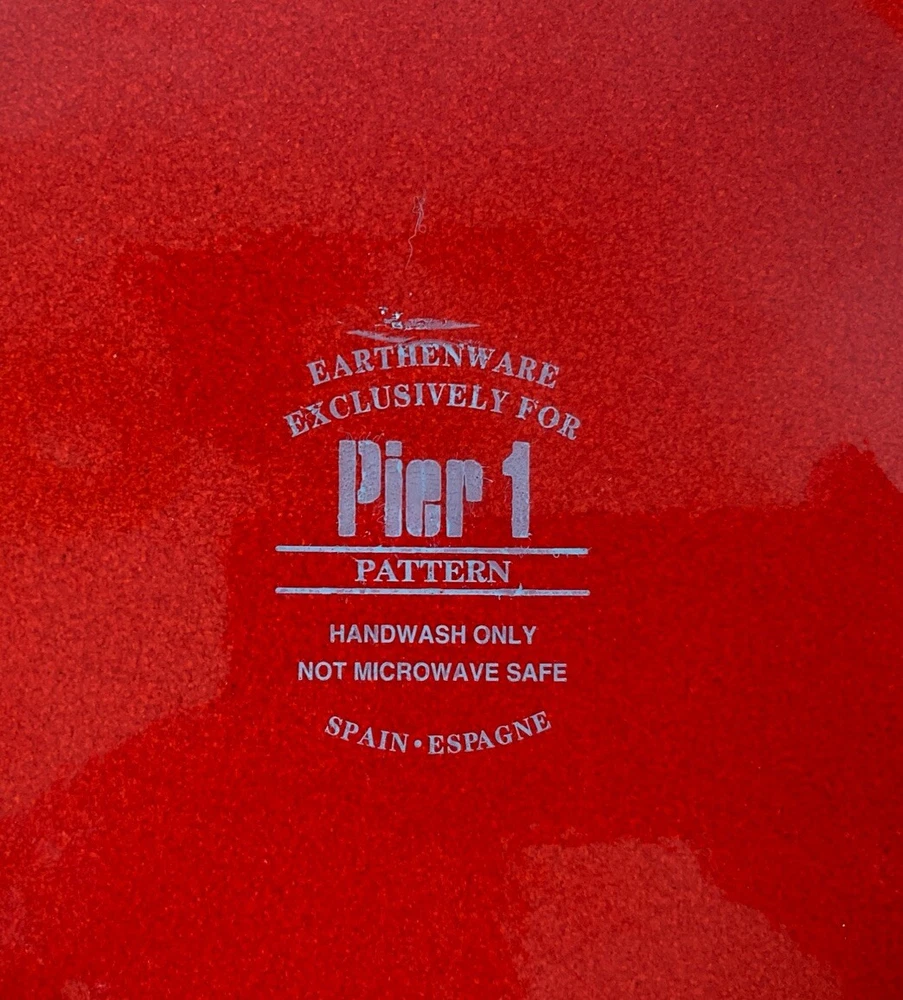 EARTHENWARE
EXCLUSIVELY FOR
Pier 1
PATTERN
HANDWASH ONLY
NOT MICROWAVE SAFE
SPAIN • ESPAGNE